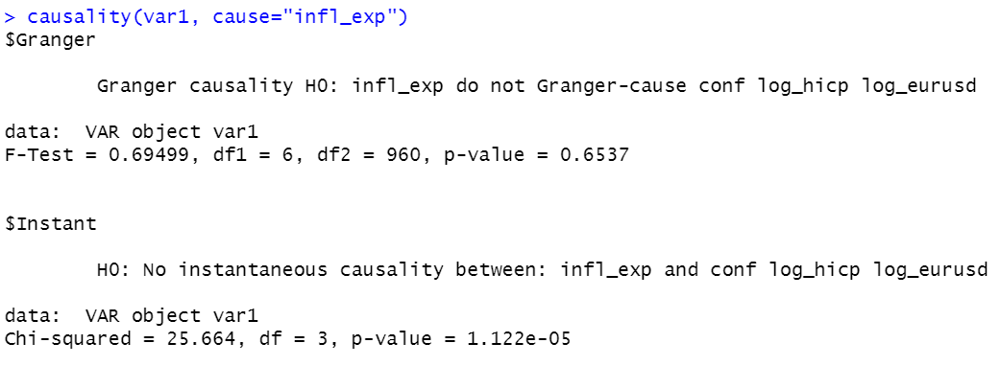 > causality(var1, cause="infl_exp")
$Granger
Granger causality H0: infl_exp do not Granger-cause conf log_hicp log_eurusd
data:  VAR object var1
F-Test = 0.69499, df1 = 6, df2 = 960, p-value = 0.6537
$Instant
H0: No instantaneous causality between: infl_exp and conf log_hicp log_eurusd
data:  VAR object var1
Chi-squared = 25.664, df = 3, p-value = 1.122e-05